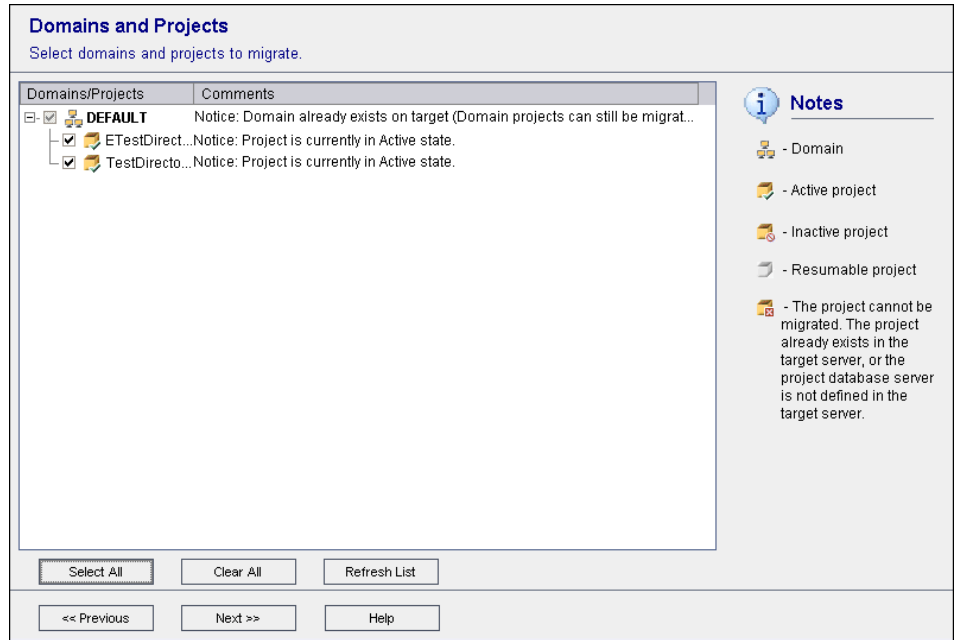 Domains and Projects
Select domains and projects to migrate.
Domains/Projects Comments
DEFAULT Notice: Domain already exists on target (Domain projects can still be migrat...
ETestDirect... Notice: Project is currently in Active state.
TestDirecto... Notice: Project is currently in Active state.
Notes
- Domain
- Active project
- Inactive project
- Resumable project
- The project cannot be
migrated. The project
already exists in the
target server, or the
project database server
is not defined in the
target server.
Select All Clear All Refresh List
<< Previous Next >> Help